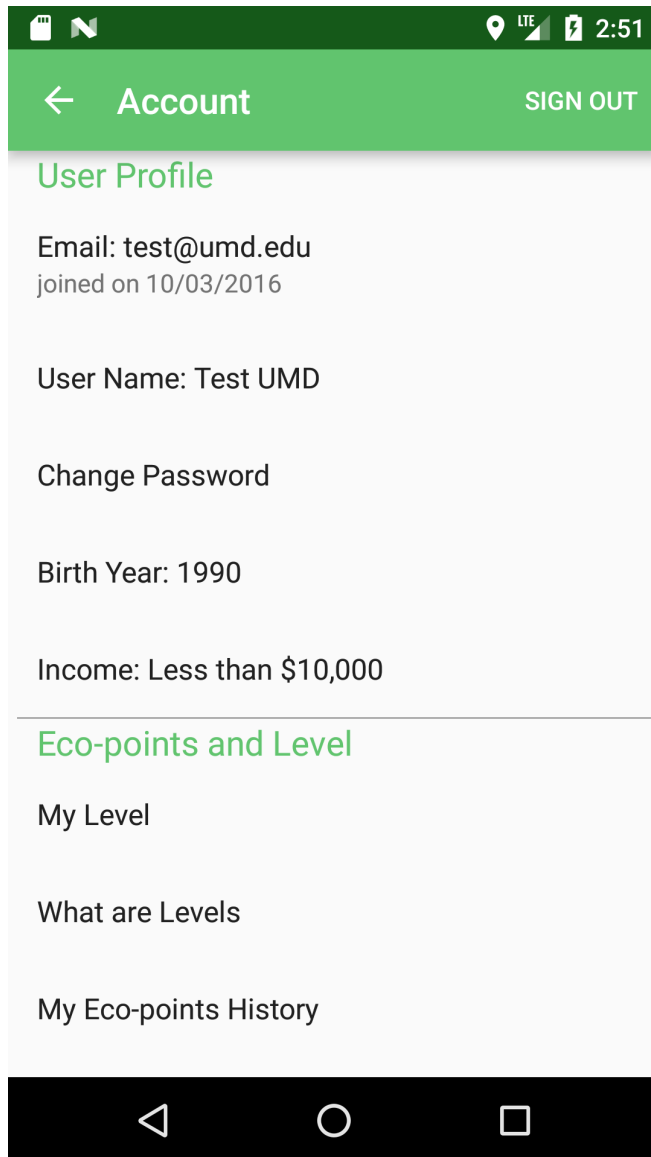 LTE 2:51
Account SIGN OUT
User Profile
Email: test@umd.edu
joined on 10/03/2016
User Name: Test UMD
Change Password
Birth Year: 1990
Income: Less than $10,000
Eco-points and Level
My Level
What are Levels
My Eco-points History